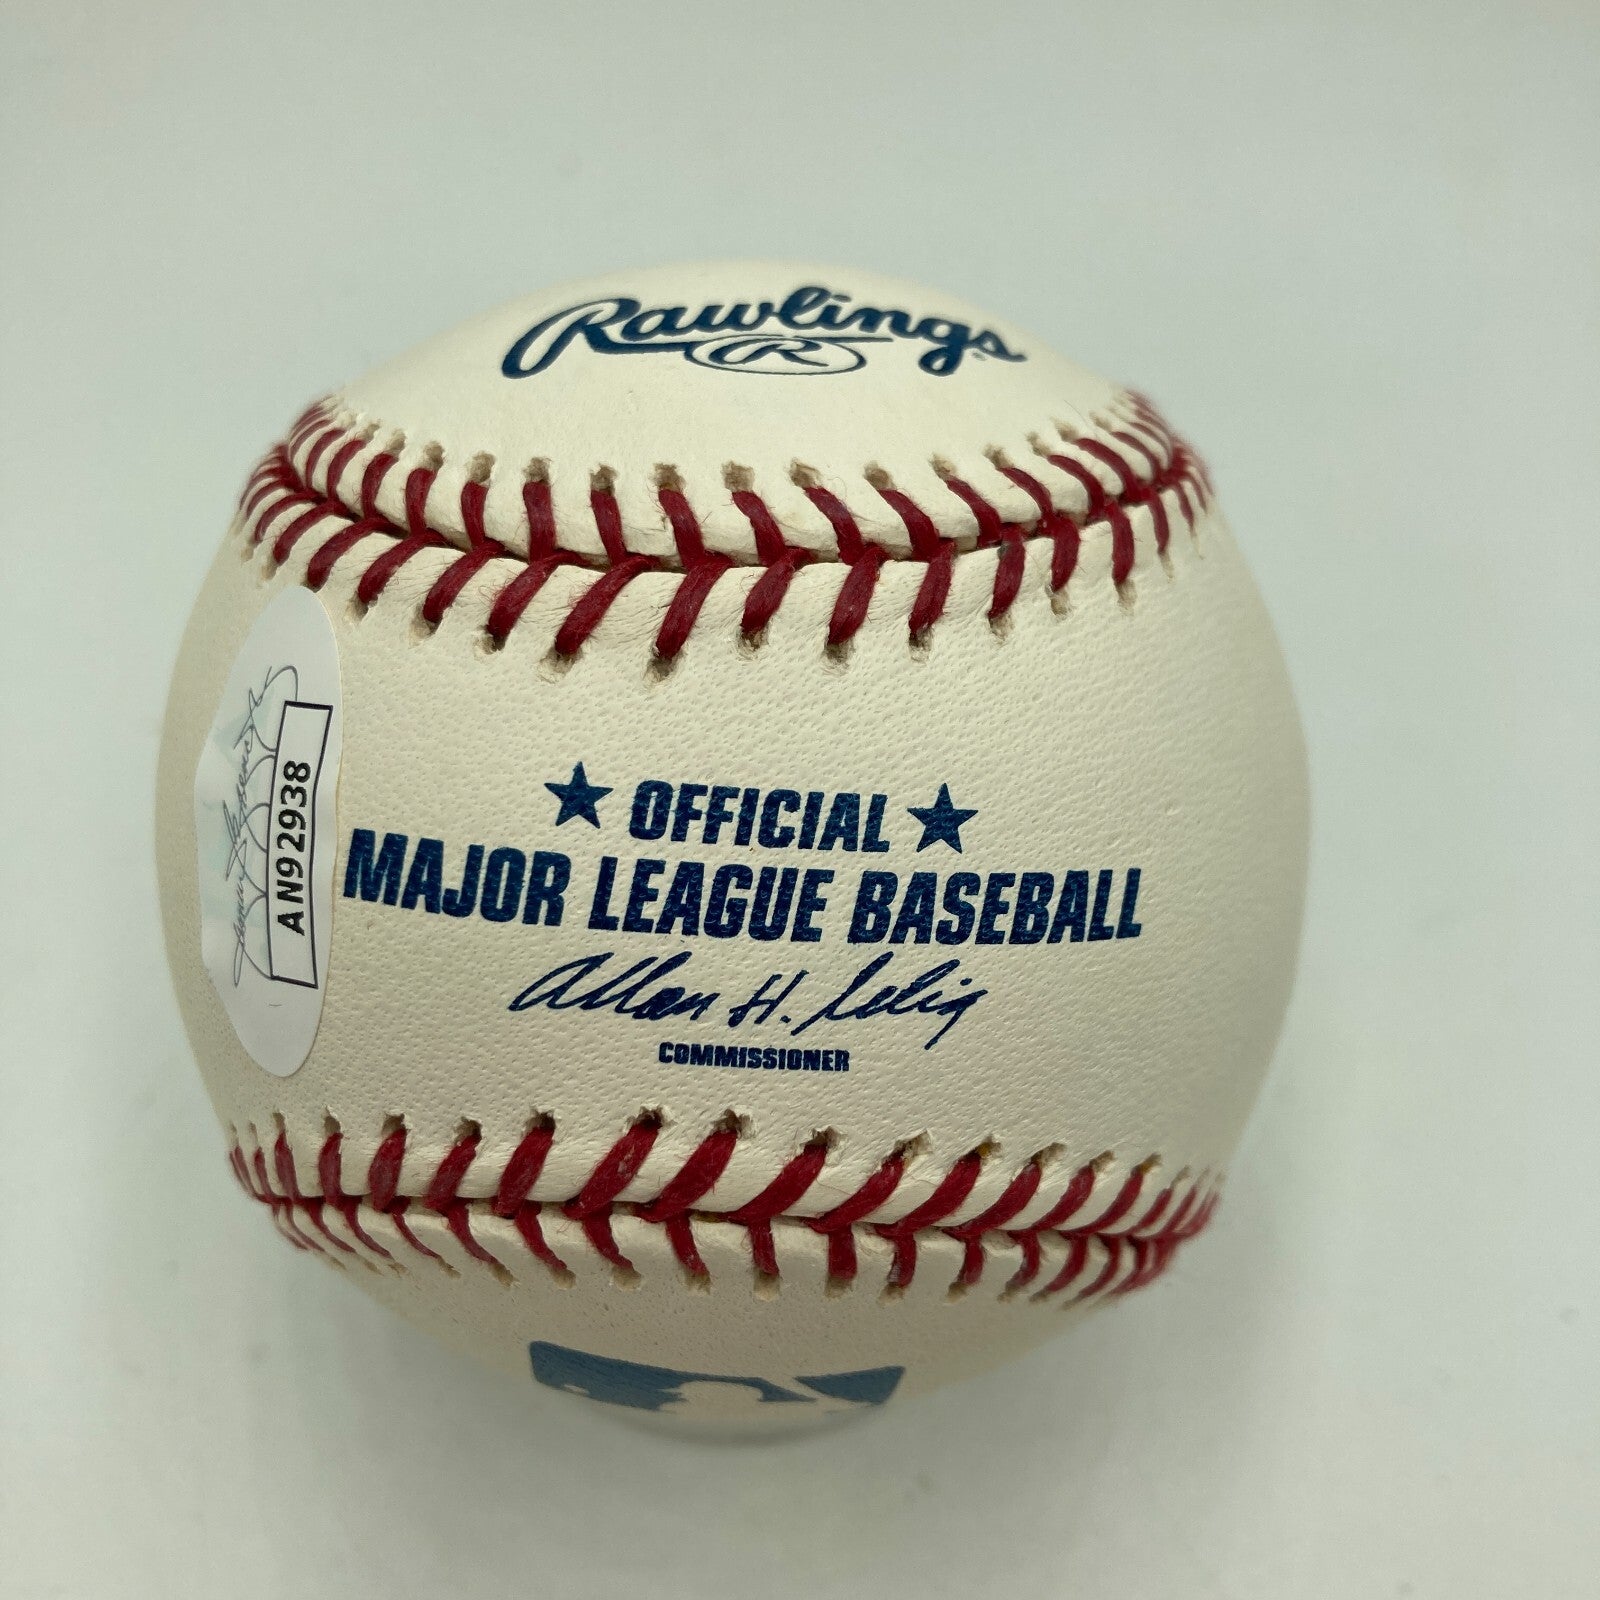 Rawlings
R
OFFICIAL
MAJOR LEAGUE BASEBALL
Allan H. Selig
COMMISSIONER
AN92938